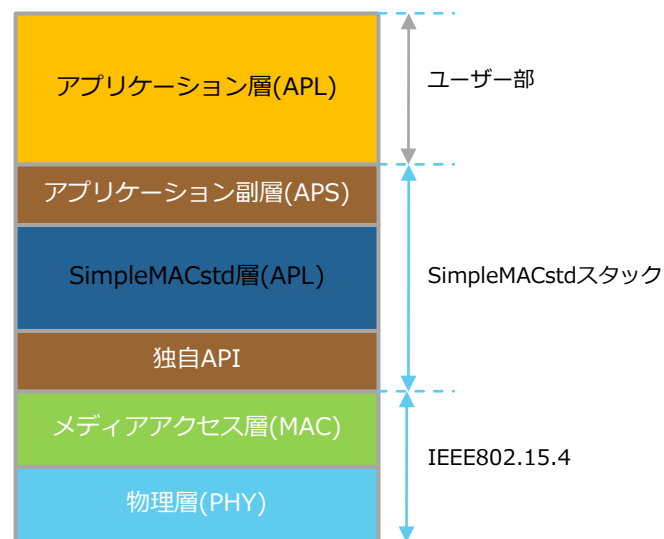 アプリケーション層(APL)
ユーザー部
アプリケーション副層(APS)
SimpleMACstd層(APL)
SimpleMACstdスタック
独自API
メディアアクセス層(MAC)
IEEE802.15.4
物理層(PHY)